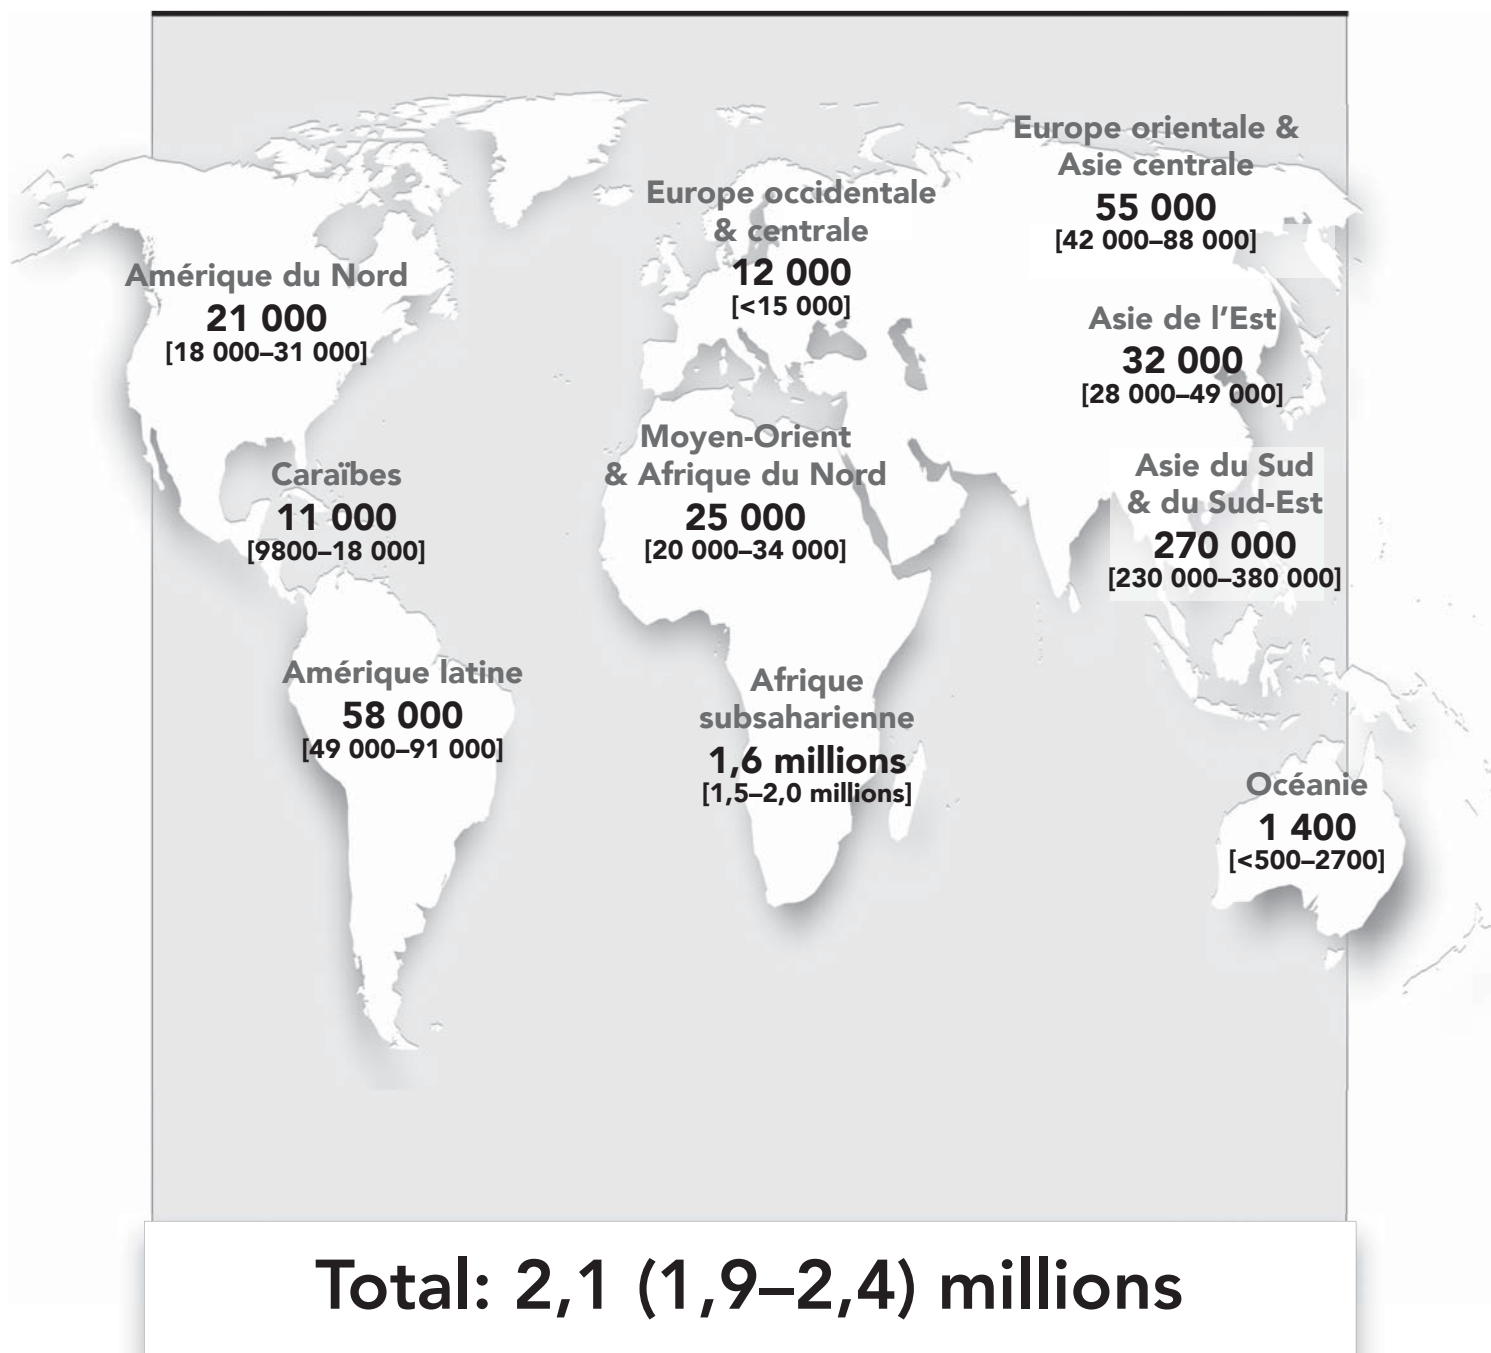 Europe orientale &
Asie centrale
55 000
[42 000–88 000]
Europe occidentale
& centrale
12 000
[<15 000]
Amérique du Nord
21 000
[18 000–31 000]
Asie de l’Est
32 000
[28 000–49 000]
Moyen-Orient
& Afrique du Nord
25 000
[20 000–34 000]
Caraïbes
11 000
[9800–18 000]
Asie du Sud
& du Sud-Est
270 000
[230 000–380 000]
Amérique latine
58 000
[49 000–91 000]
Afrique
subsaharienne
1,6 millions
[1,5–2,0 millions]
Océanie
1 400
[<500–2700]
Total: 2,1 (1,9–2,4) millions